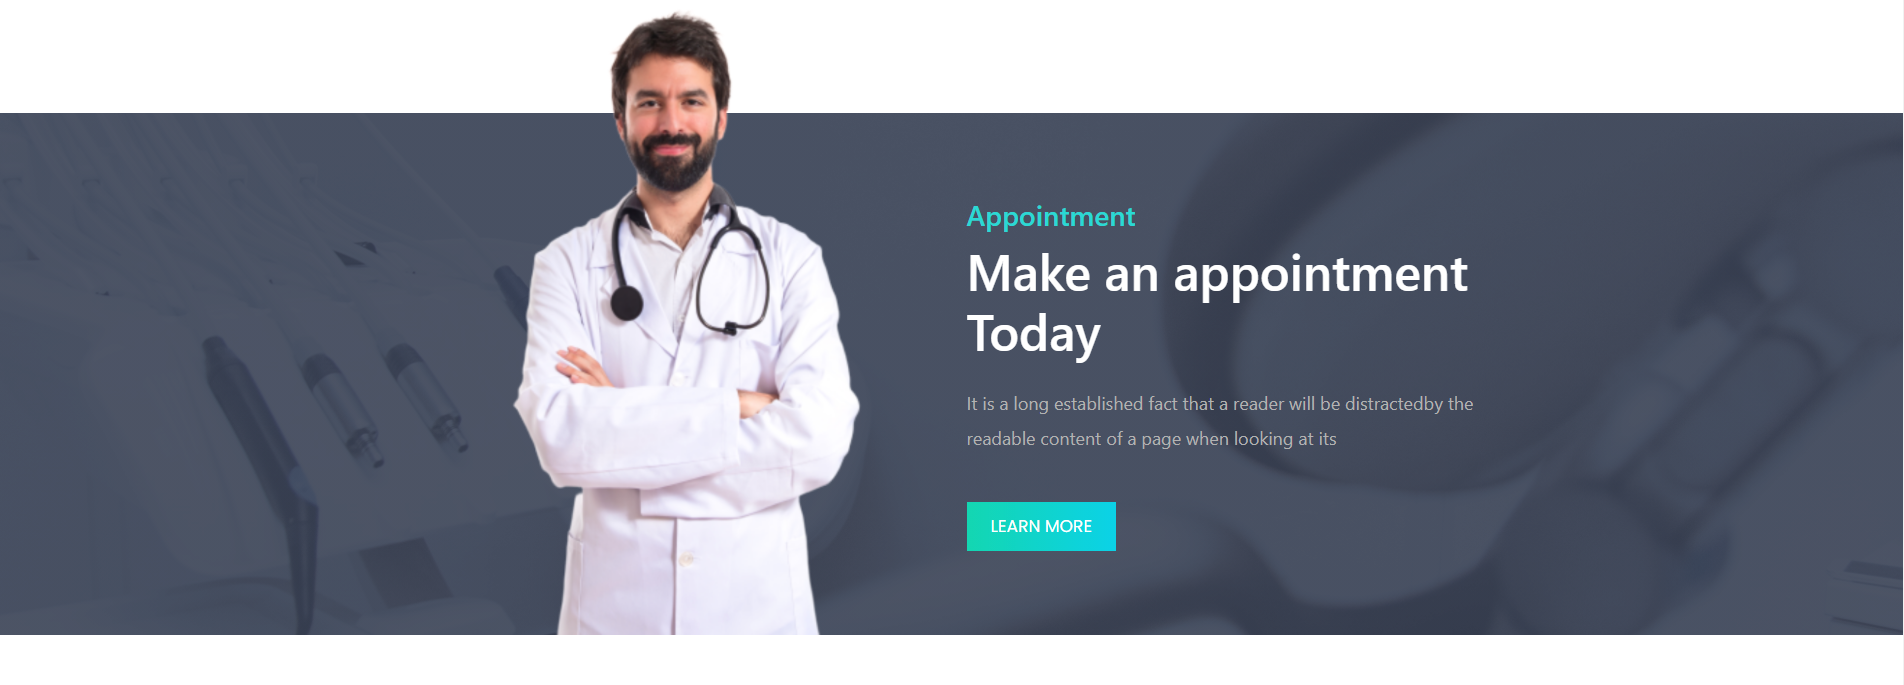 Appointment
Make an appointment
Today
It is a long established fact that a reader will be distractedby the
readable content of a page when looking at its
LEARN MORE